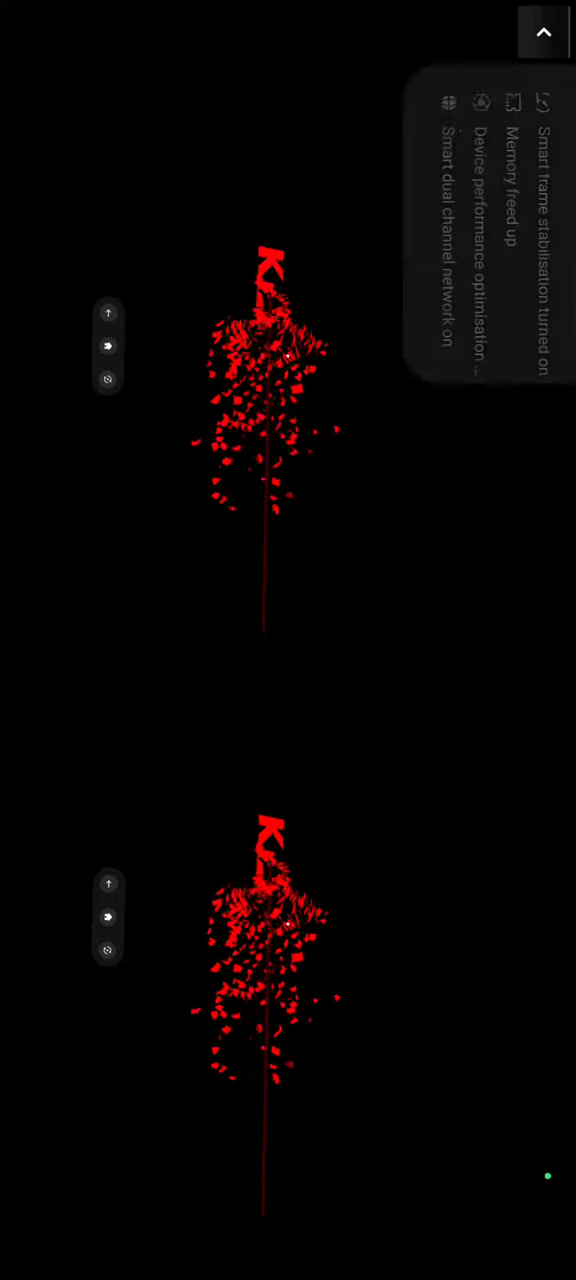 Smart frame stabilisation turned on
Memory freed up
Device performance optimisation ...
Smart dual channel network on
K
K